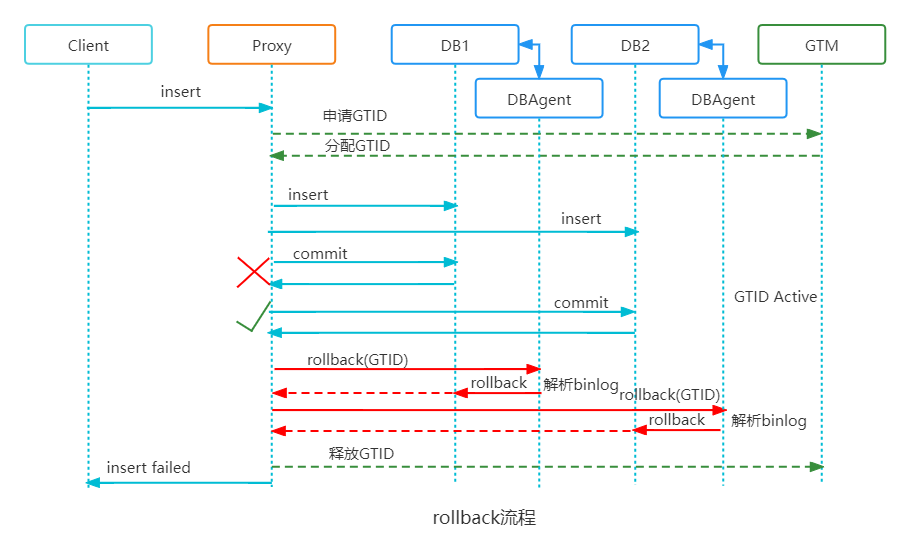 Client
Proxy
DB1
DB2
GTM
DBAgent
DBAgent
insert
申请GTID
分配GTID
insert
insert
commit
GTID Active
commit
rollback(GTID)
rollback
解析binlog
rollback(GTID)
rollback
解析binlog
释放GTID
insert failed
rollback流程